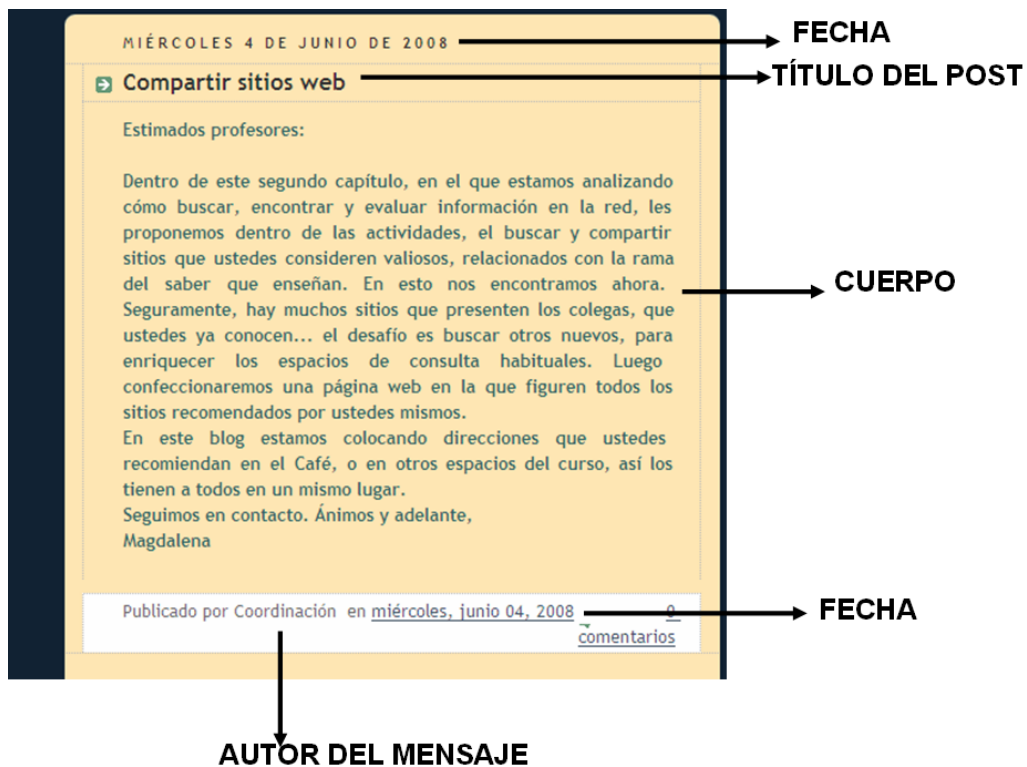 MIÉRCOLES 4 DE JUNIO DE 2008
FECHA
Compartir sitios web
TÍTULO DEL POST
Estimados profesores:
Dentro de este segundo capítulo, en el que estamos analizando
cómo buscar, encontrar y evaluar información en la red, les
proponemos dentro de las actividades, el buscar y compartir
sitios que ustedes consideren valiosos, relacionados con la rama
del saber que enseñan. En esto nos encontramos ahora.
Seguramente, hay muchos sitios que presenten los colegas, que
ustedes ya conocen... el desafío es buscar otros nuevos, para
enriquecer los espacios de consulta habituales. Luego
confeccionaremos una página web en la que figuren todos los
sitios recomendados por ustedes mismos.
En este blog estamos colocando direcciones que ustedes
recomiendan en el Café, o en otros espacios del curso, así los
tienen a todos en un mismo lugar.
Seguimos en contacto. Ánimos y adelante,
Magdalena
CUERPO
Publicado por Coordinación en miércoles, junio 04, 2008 0
comentarios
FECHA
AUTOR DEL MENSAJE